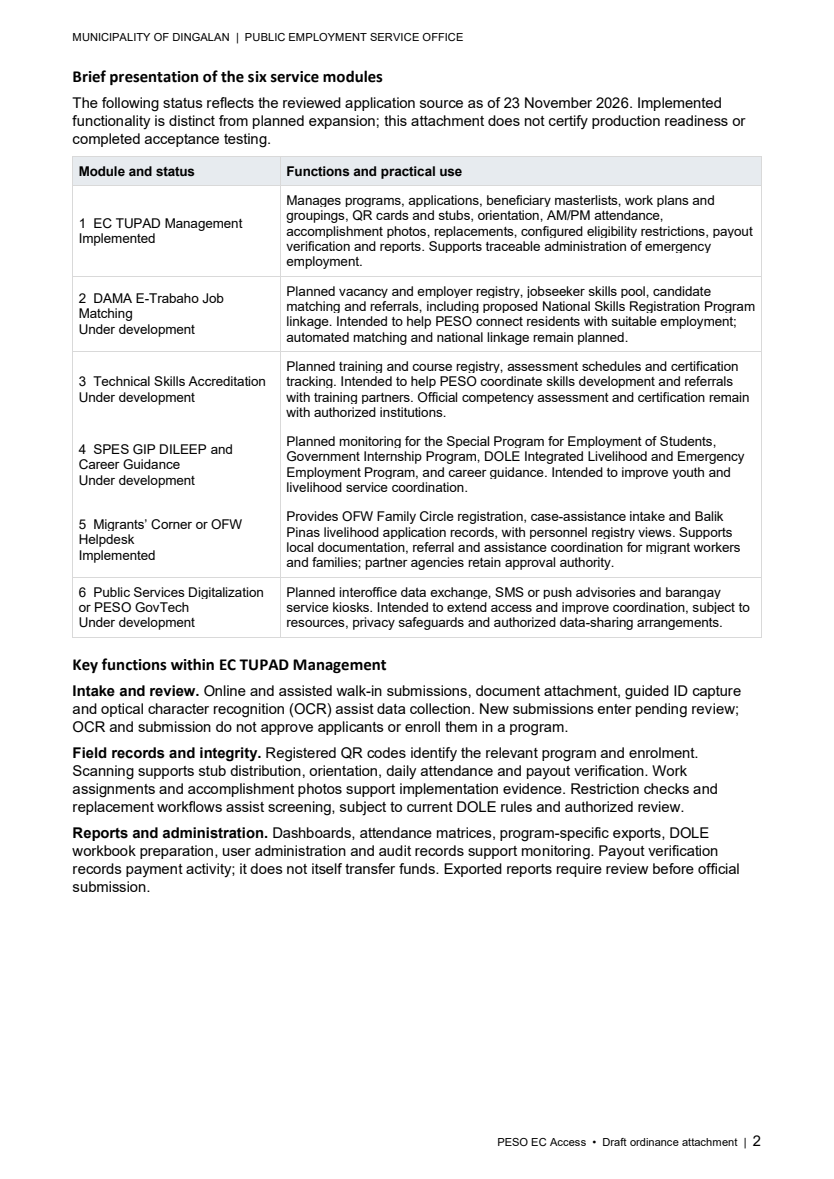 MUNICIPALITY OF DINGALAN | PUBLIC EMPLOYMENT SERVICE OFFICE
Brief presentation of the six service modules
The following status reflects the reviewed application source as of 23 November 2026. Implemented
functionality is distinct from planned expansion; this attachment does not certify production readiness or
completed acceptance testing.
Module and status
Functions and practical use
1 EC TUPAD Management
Implemented
Manages programs, applications, beneficiary masterlists, work plans and
groupings, QR cards and stubs, orientation, AM/PM attendance,
accomplishment photos, replacements, configured eligibility restrictions, payout
verification and reports. Supports traceable administration of emergency
employment.
2 DAMA E-Trabaho Job
Matching
Under development
Planned vacancy and employer registry, jobseeker skills pool, candidate
matching and referrals, including proposed National Skills Registration Program
linkage. Intended to help PESO connect residents with suitable employment;
automated matching and national linkage remain planned.
3 Technical Skills Accreditation
Under development
Planned training and course registry, assessment schedules and certification
tracking. Intended to help PESO coordinate skills development and referrals
with training partners. Official competency assessment and certification remain
with authorized institutions.
4 SPES GIP DILEEP and
Career Guidance
Under development
Planned monitoring for the Special Program for Employment of Students,
Government Internship Program, DOLE Integrated Livelihood and Emergency
Employment Program, and career guidance. Intended to improve youth and
livelihood service coordination.
5 Migrants’ Corner or OFW
Helpdesk
Implemented
Provides OFW Family Circle registration, case-assistance intake and Balik
Pinas livelihood application records, with personnel registry views. Supports
local documentation, referral and assistance coordination for migrant workers
and families; partner agencies retain approval authority.
6 Public Services Digitalization
or PESO GovTech
Under development
Planned interoffice data exchange, SMS or push advisories and barangay
service kiosks. Intended to extend access and improve coordination, subject to
resources, privacy safeguards and authorized data-sharing arrangements.
Key functions within EC TUPAD Management
Intake and review. Online and assisted walk-in submissions, document attachment, guided ID capture
and optical character recognition (OCR) assist data collection. New submissions enter pending review;
OCR and submission do not approve applicants or enroll them in a program.
Field records and integrity. Registered QR codes identify the relevant program and enrolment.
Scanning supports stub distribution, orientation, daily attendance and payout verification. Work
assignments and accomplishment photos support implementation evidence. Restriction checks and
replacement workflows assist screening, subject to current DOLE rules and authorized review.
Reports and administration. Dashboards, attendance matrices, program-specific exports, DOLE
workbook preparation, user administration and audit records support monitoring. Payout verification
records payment activity; it does not itself transfer funds. Exported reports require review before official
submission.
PESO EC Access • Draft ordinance attachment | 2